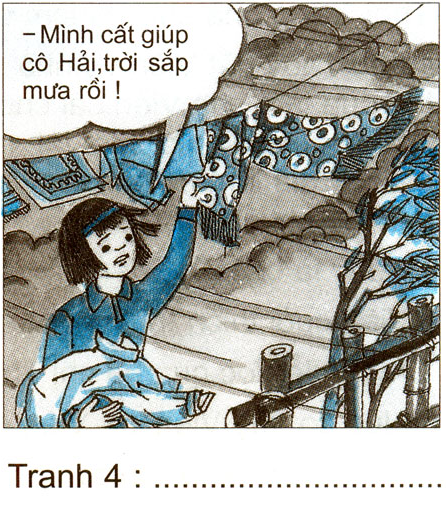 – Mình cất giúp
cô Hải,trời sắp
mưa rồi !
Tranh 4 : ..............................